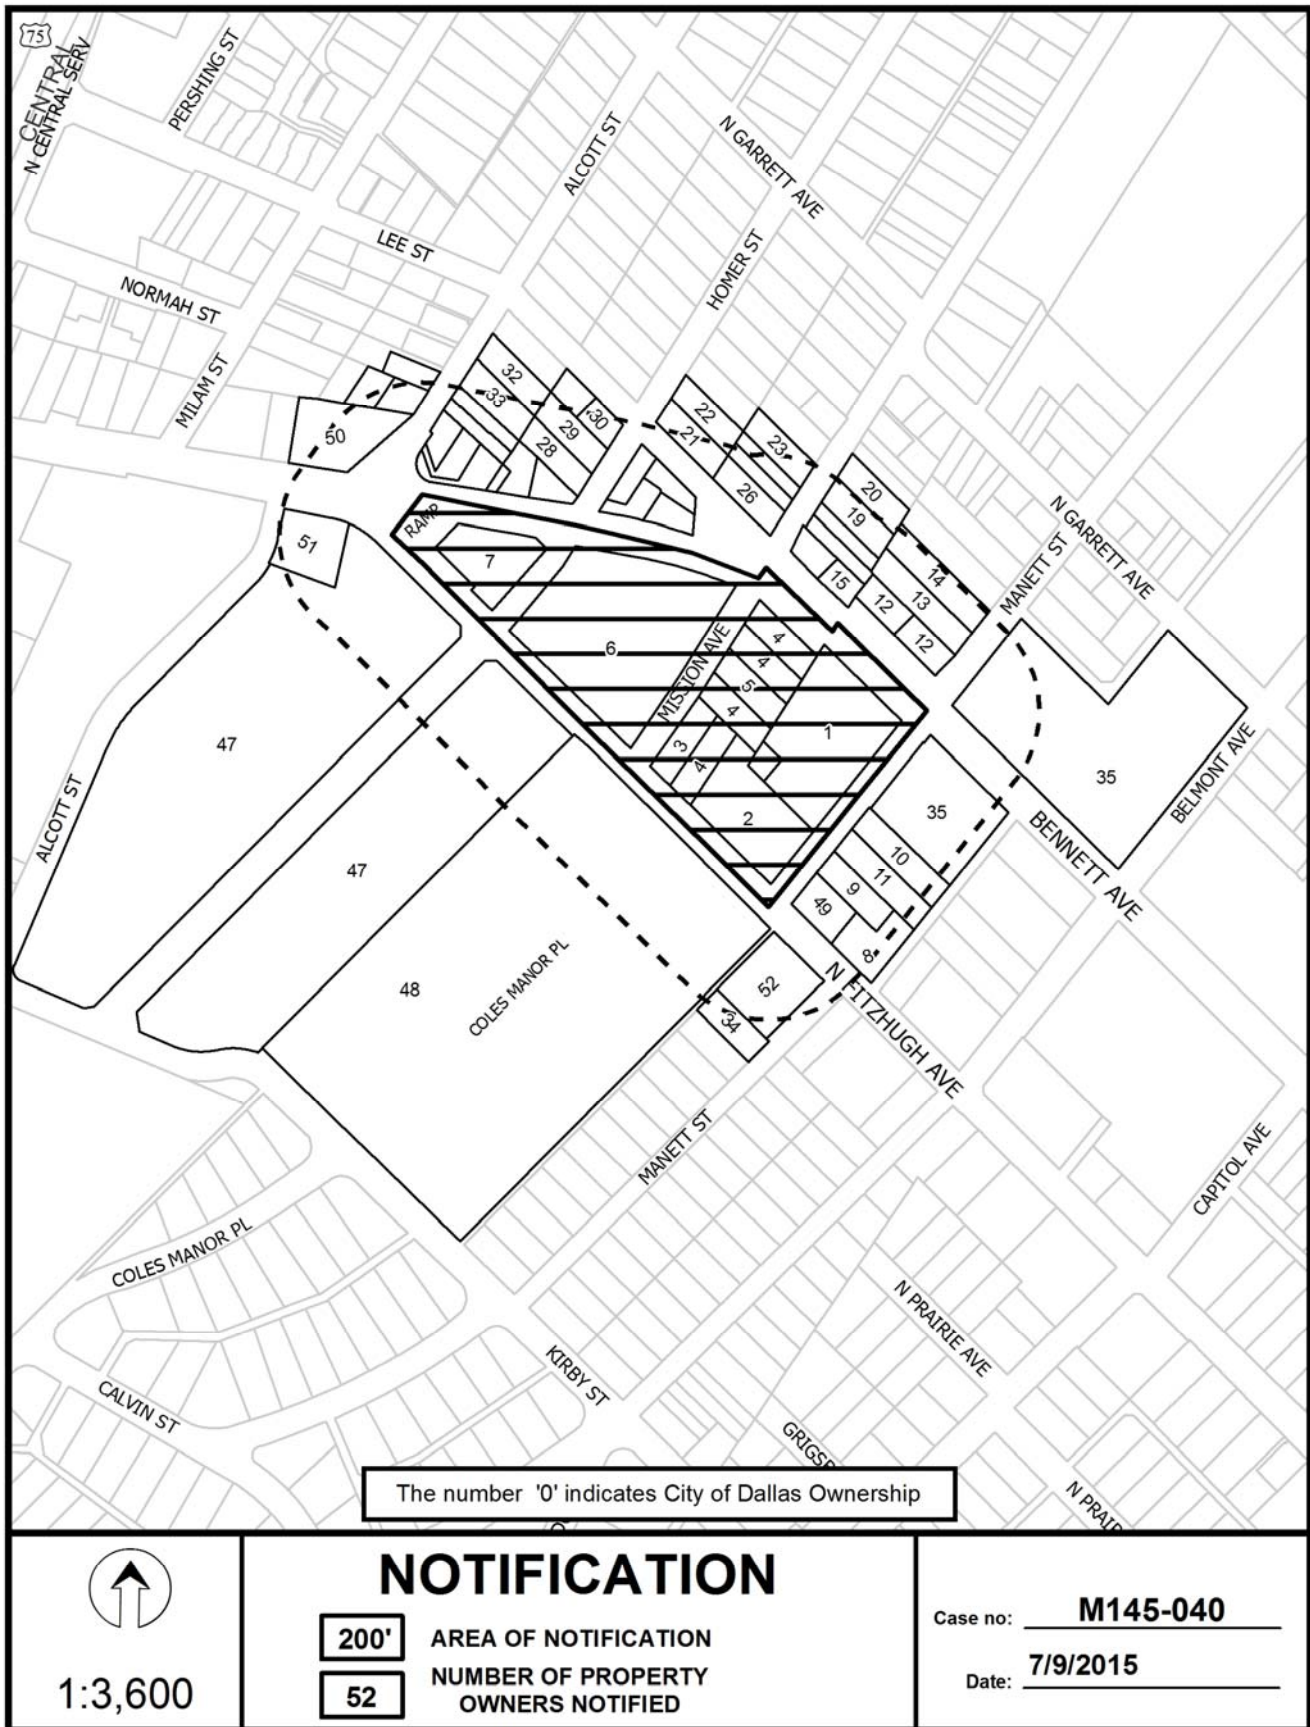 75
CENTRAL
N CENTRAL SERV
PERSHING ST
ALCOTT ST
N GARRETT AVE
LEE ST
HOMER ST
NORMAH ST
MILAM ST
32
33
30
29
28
22
21
23
26
50
20
19
N GARRETT AVE
RAMP
51
7
15
14
13
12
12
MANETT ST
6
MISSION AVE
4
4
5
4
3
4
1
2
47
35
BELMONT AVE
35
BENNETT AVE
ALCOTT ST
47
10
11
9
49
8
48
COLES MANOR PL
52
34
N FITZHUGH AVE
MANETT ST
CAPITOL AVE
COLES MANOR PL
N PRAIRIE AVE
KIRBY ST
CALVIN ST
GRIGSB
N PRAIR
The number '0' indicates City of Dallas Ownership
1:3,600
NOTIFICATION
200' AREA OF NOTIFICATION
52 NUMBER OF PROPERTY
OWNERS NOTIFIED
Case no: M145-040
Date: 7/9/2015